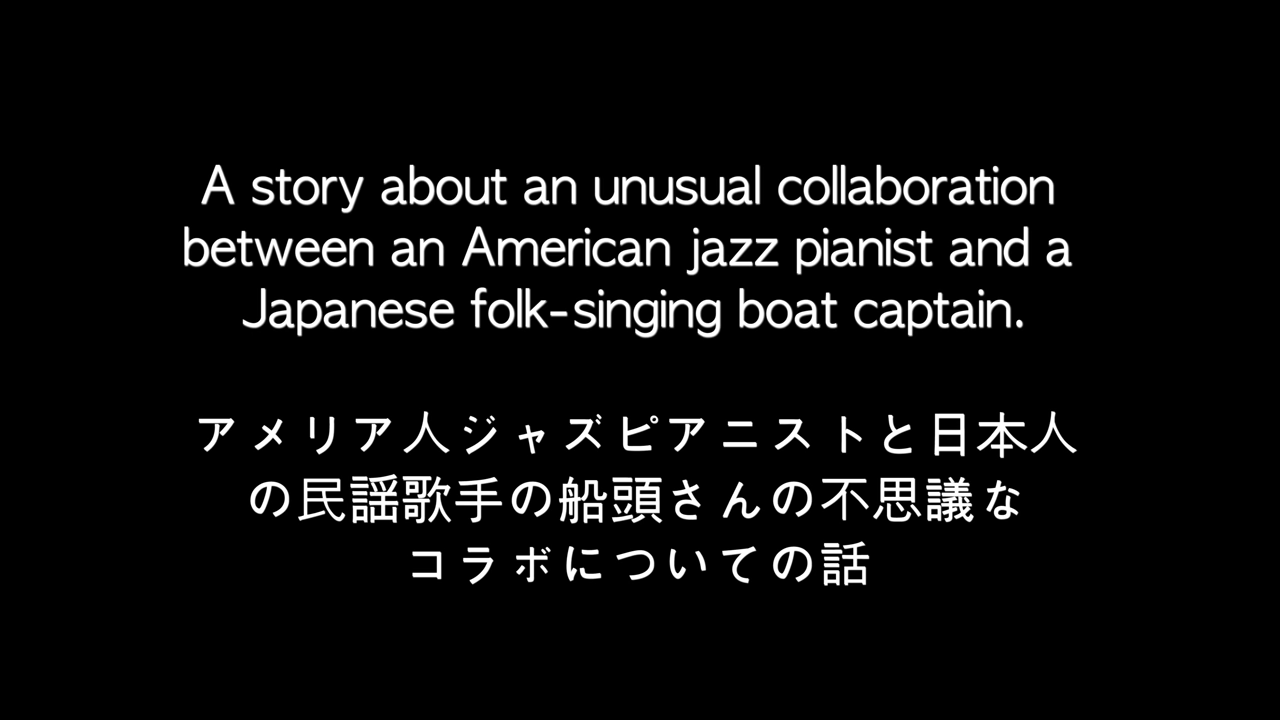 A story about an unusual collaboration
between an American jazz pianist and a
Japanese folk-singing boat captain.
アメリア人ジャズピアニストと日本人
の民謡歌手の船頭さんの不思議な
コラボについての話